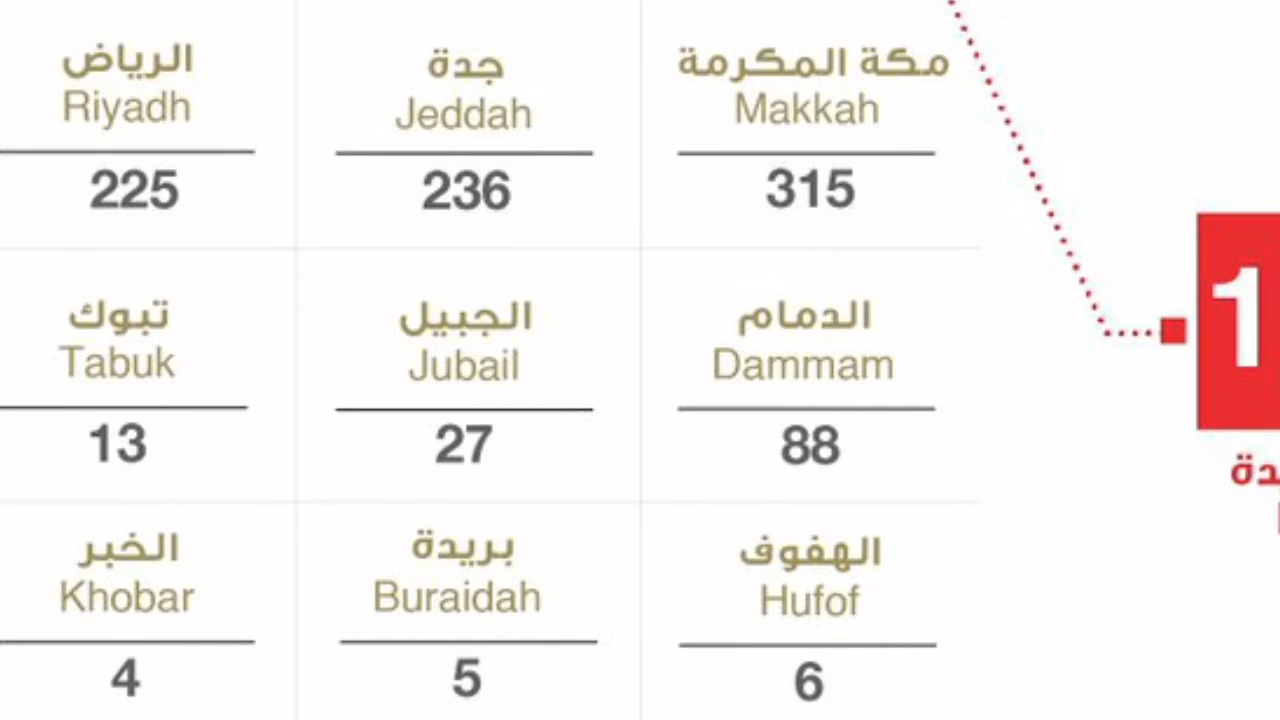 مكة المكرمة
Makkah
315
جدة
Jeddah
236
الرياض
Riyadh
225
الدمام
Dammam
88
الجبيل
Jubail
27
تبوك
Tabuk
13
الهفوف
Hufof
6
بريدة
Buraidah
5
الخبر
Khobar
4
1